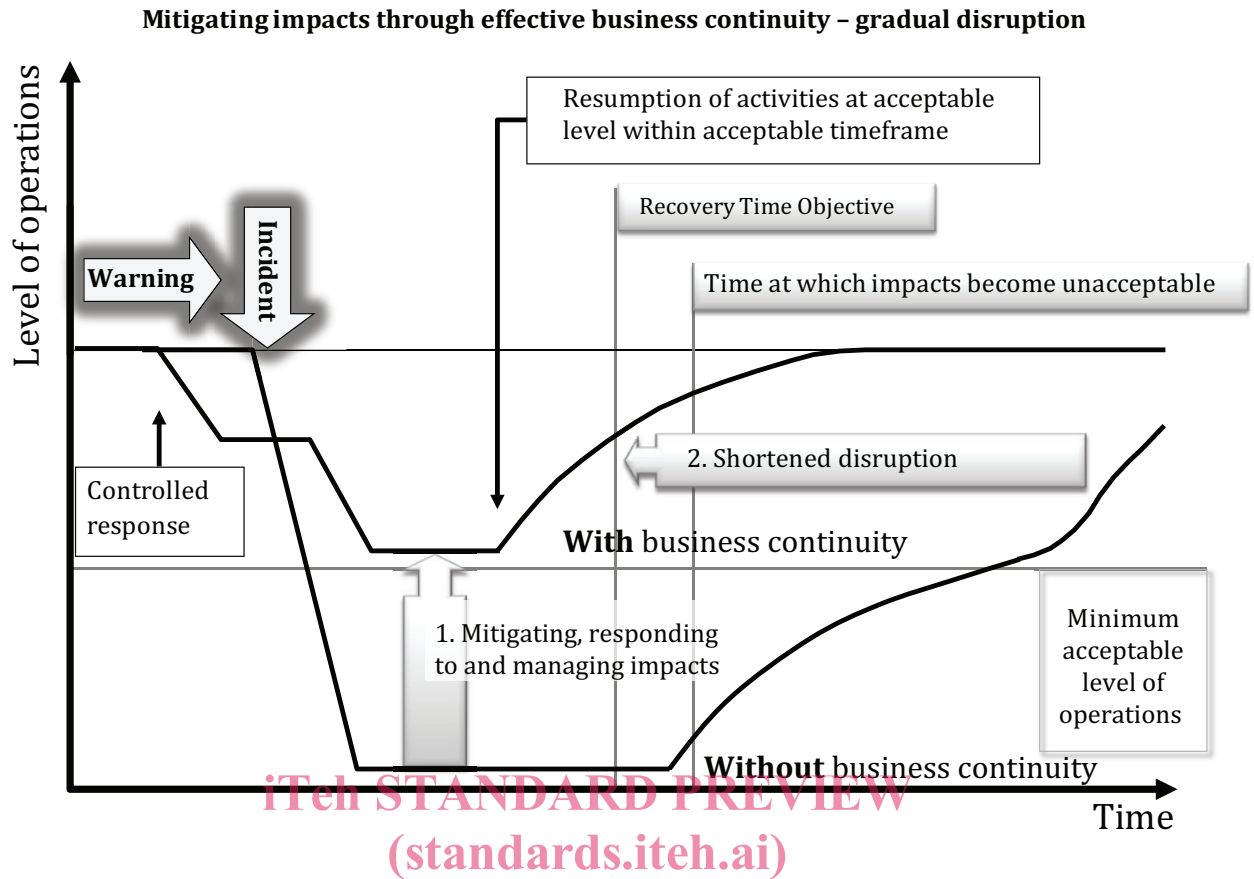 Mitigating impacts through effective business continuity – gradual disruption
Level of operations
Resumption of activities at acceptable
level within acceptable timeframe
Recovery Time Objective
Incident
Warning
Time at which impacts become unacceptable
2. Shortened disruption
Controlled
response
With business continuity
1. Mitigating, responding
to and managing impacts
Minimum
acceptable
level of
operations
Without business continuity
iTeh STANDARD PREVIEW
Time
(standards.iteh.ai)